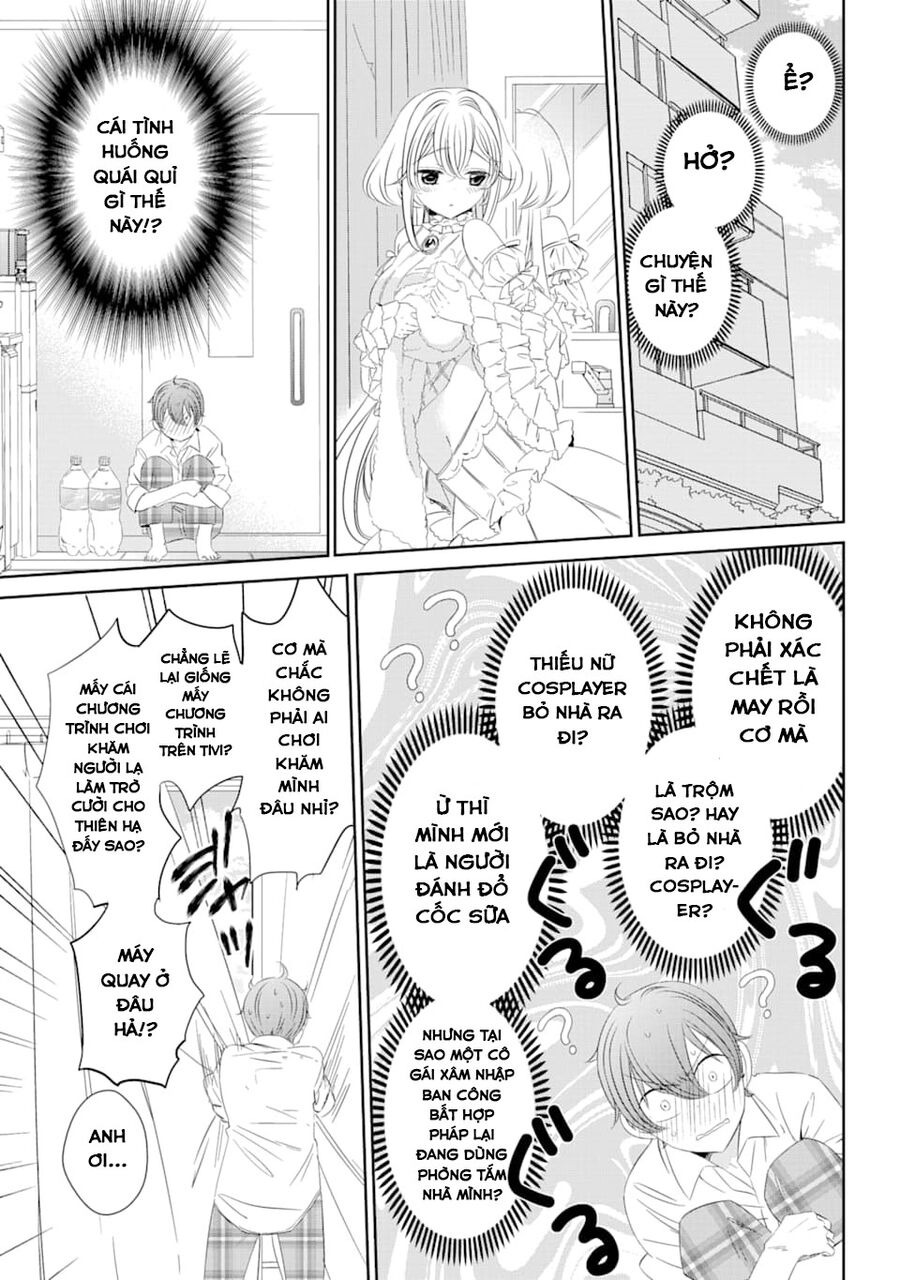 Ể?
HỞ?
CHUYỆN
GÌ THẾ
NÀY?
CÁI TÌNH
HUỐNG
QUÁI QUỈ
GÌ THẾ
NÀY!?
KHÔNG
PHẢI XÁC
CHẾT LÀ
MAY RỒI
CƠ MÀ
LÀ TRỘM
SAO? HAY
LÀ BỎ NHÀ
RA ĐI?
COSPLAY-
ER?
THIẾU NỮ
COSPLAYER
BỎ NHÀ RA
ĐI?
Ừ THÌ
MÌNH MỚI
LÀ NGƯỜI
ĐÁNH ĐỔ
CỐC SỮA
NHƯNG TẠI
SAO MỘT CÔ
GÁI XÂM NHẬP
BAN CÔNG
BẤT HỢP
PHÁP LẠI
ĐANG DÙNG
PHÒNG TẮM
NHÀ MÌNH?
ぐる
ぐる
CƠ MÀ
CHẮC
KHÔNG
PHẢI AI
CHƠI
KHĂM
MÌNH
ĐÂU NHỈ?
CHẲNG LẼ
LẠI GIỐNG
MẤY
CHƯƠNG
TRÌNH
TRÊN TIVI?
MẤY CÁI
CHƯƠNG
TRÌNH CHƠI
KHĂM
NGƯỜI LẠ
LÀM TRÒ
CƯỜI CHO
THIÊN HẠ
ĐẤY SAO?
MÁY
QUAY Ở
ĐÂU
HẢ!?
ANH
ƠI...